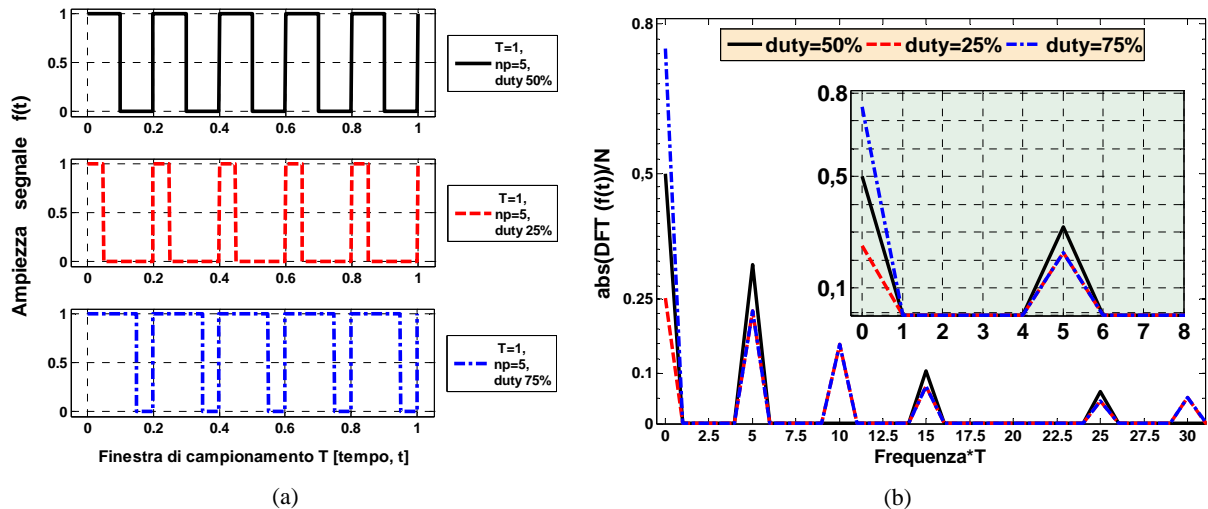 Ampiezza segnale f(t)
1
0.5
0
0 0.2 0.4 0.6 0.8 1
T=1,
np=5,
duty 50%
1
0.5
0
0 0.2 0.4 0.6 0.8 1
T=1,
np=5,
duty 25%
1
0.5
0
0 0.2 0.4 0.6 0.8 1
T=1,
np=5,
duty 75%
Finestra di campionamento T [tempo, t]
(a)
abs(DFT (f(t))/N
0.8
0.5
0.25
0.1
0
duty=50% duty=25% duty=75%
0,8
0,5
0,1
0 1 2 3 4 5 6 7 8
0 2.5 5 7.5 10 12.5 15 17.5 20 22.5 25 27.5 30
Frequenza*T
(b)